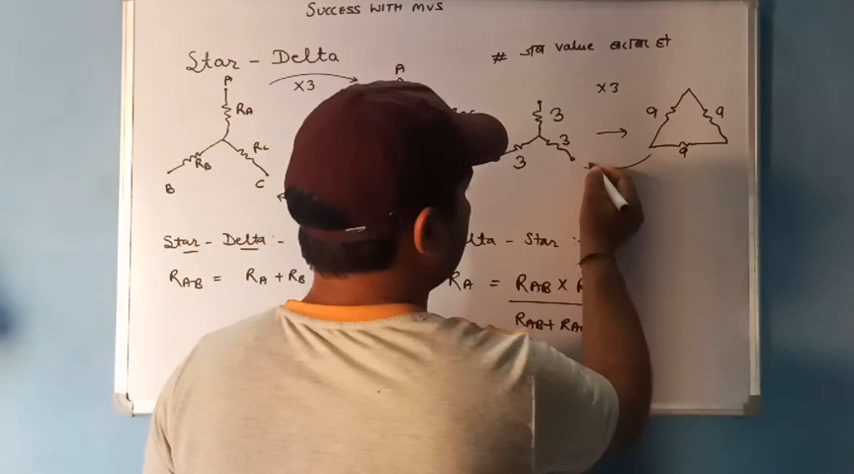 SUCCESS WITH MVS
Star - Delta
# जब value बराबर हो
×3
×3
A
RA
RB
RC
B
C
A
3
3
3
9
9
9
Star - Delta :-
RAB = RA + RB
lta - Star :
RA = RAB ×
RAB + RA